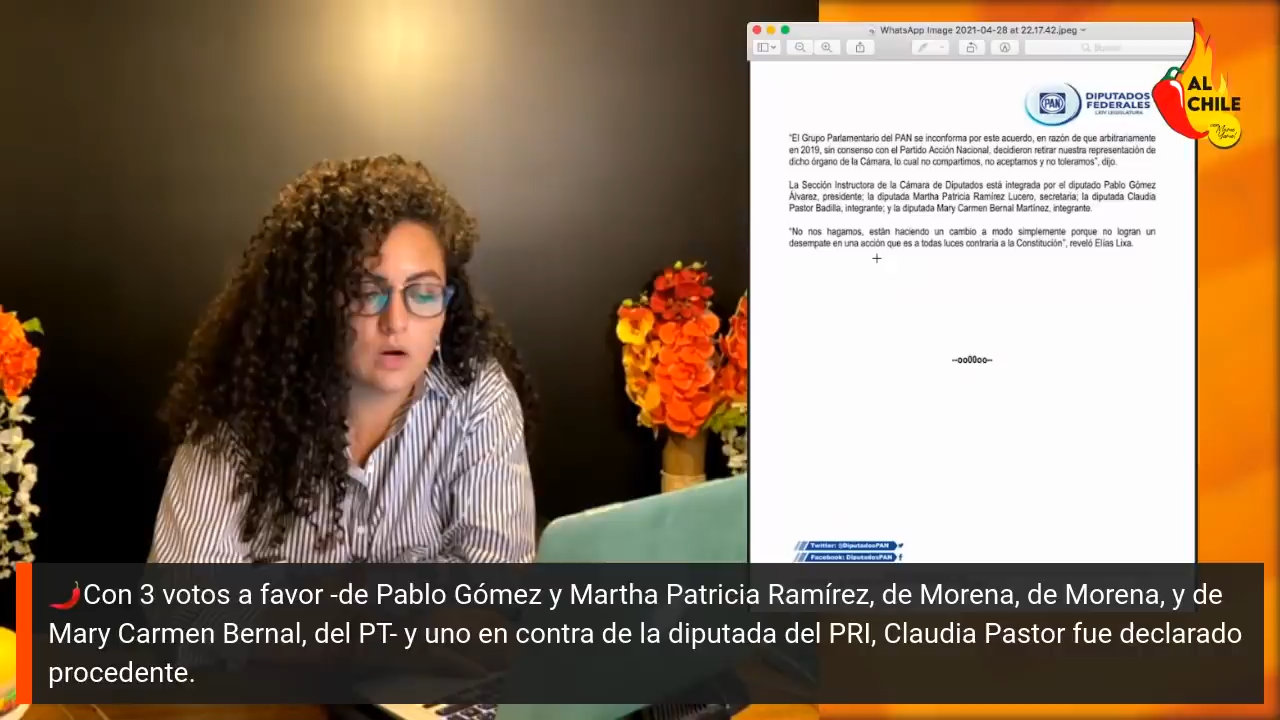 WhatsApp Image 2021-04-28 at 22.17.42.jpeg
Buscar
PAN
DIPUTADOS
FEDERALES
LXIV LEGISLATURA
AL
CHILE
“El Grupo Parlamentario del PAN se inconforma por este acuerdo, en razón de que arbitrariamente
en 2019, sin consenso con el Partido Acción Nacional, decidieron retirar nuestra representación de
dicho órgano de la Cámara, lo cual no compartimos, no aceptamos y no toleramos”, dijo.
La Sección Instructora de la Cámara de Diputados está integrada por el diputado Pablo Gómez
Álvarez, presidente; la diputada Martha Patricia Ramírez Lucero, secretaria; la diputada Claudia
Pastor Badilla, integrante; y la diputada Mary Carmen Bernal Martínez, integrante.
“No nos hagamos, están haciendo un cambio a modo simplemente porque no logran un
desempate en una acción que es a todas luces contraria a la Constitución”, reveló Elías Lixa.
--oo00oo--
Twitter: @DiputadosPAN
Facebook: DiputadosPAN
Con 3 votos a favor -de Pablo Gómez y Martha Patricia Ramírez, de Morena, de Morena, y de
Mary Carmen Bernal, del PT- y uno en contra de la diputada del PRI, Claudia Pastor fue declarado
procedente.